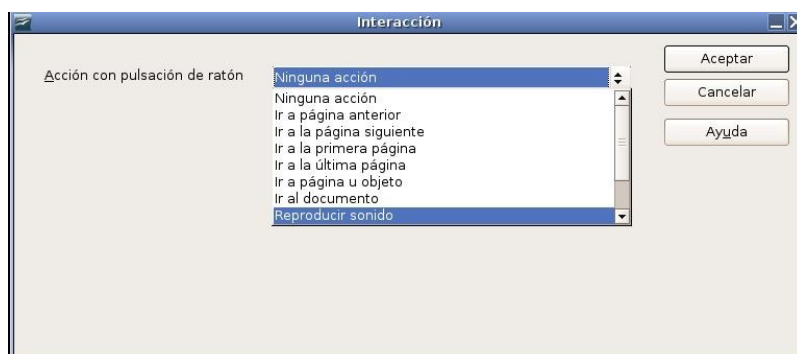 Interacción
Aceptar
Acción con pulsación de ratón
Ninguna acción
Cancelar
Ninguna acción
Ir a página anterior
Ir a la página siguiente
Ayuda
Ir a la primera página
Ir a la última página
Ir a página u objeto
Ir al documento
Reproducir sonido